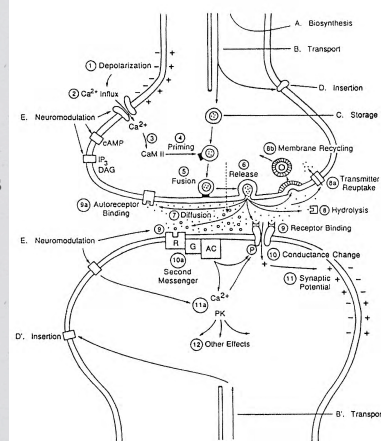 A. Biosynthesis
B. Transport
1 Depolarization
2 Ca2+ Influx
D. Insertion
E. Neuromodulation
Ca2+
C. Storage
cAMP
3
CaM II
4
Priming
IP3
DAG
5
Fusion
6
Release
8b Membrane Recycling
8a
Transmitter
Reuptake
9a Autoreceptor
Binding
7 Diffusion
8 Hydrolysis
9
9 Receptor Binding
E. Neuromodulation
R
G
AC
P
10 Conductance Change
10a
Second
Messenger
11 Synaptic
Potential
Ca2+
11a
PK
D'. Insertion
12 Other Effects
B'. Transpor